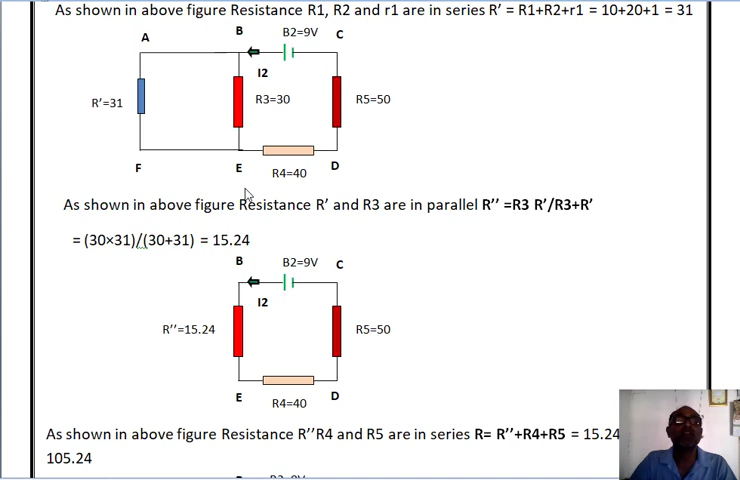 As shown in above figure Resistance R1, R2 and r1 are in series R' = R1+R2+r1 = 10+20+1 = 31
A
B
B2=9V
C
I2
R'=31
R3=30
R5=50
F
E
R4=40
D
As shown in above figure Resistance R' and R3 are in parallel R'' =R3 R'/R3+R'
= (30×31)/(30+31) = 15.24
B
B2=9V
C
I2
R''=15.24
R5=50
E
R4=40
D
As shown in above figure Resistance R''R4 and R5 are in series R= R''+R4+R5 = 15.24
105.24